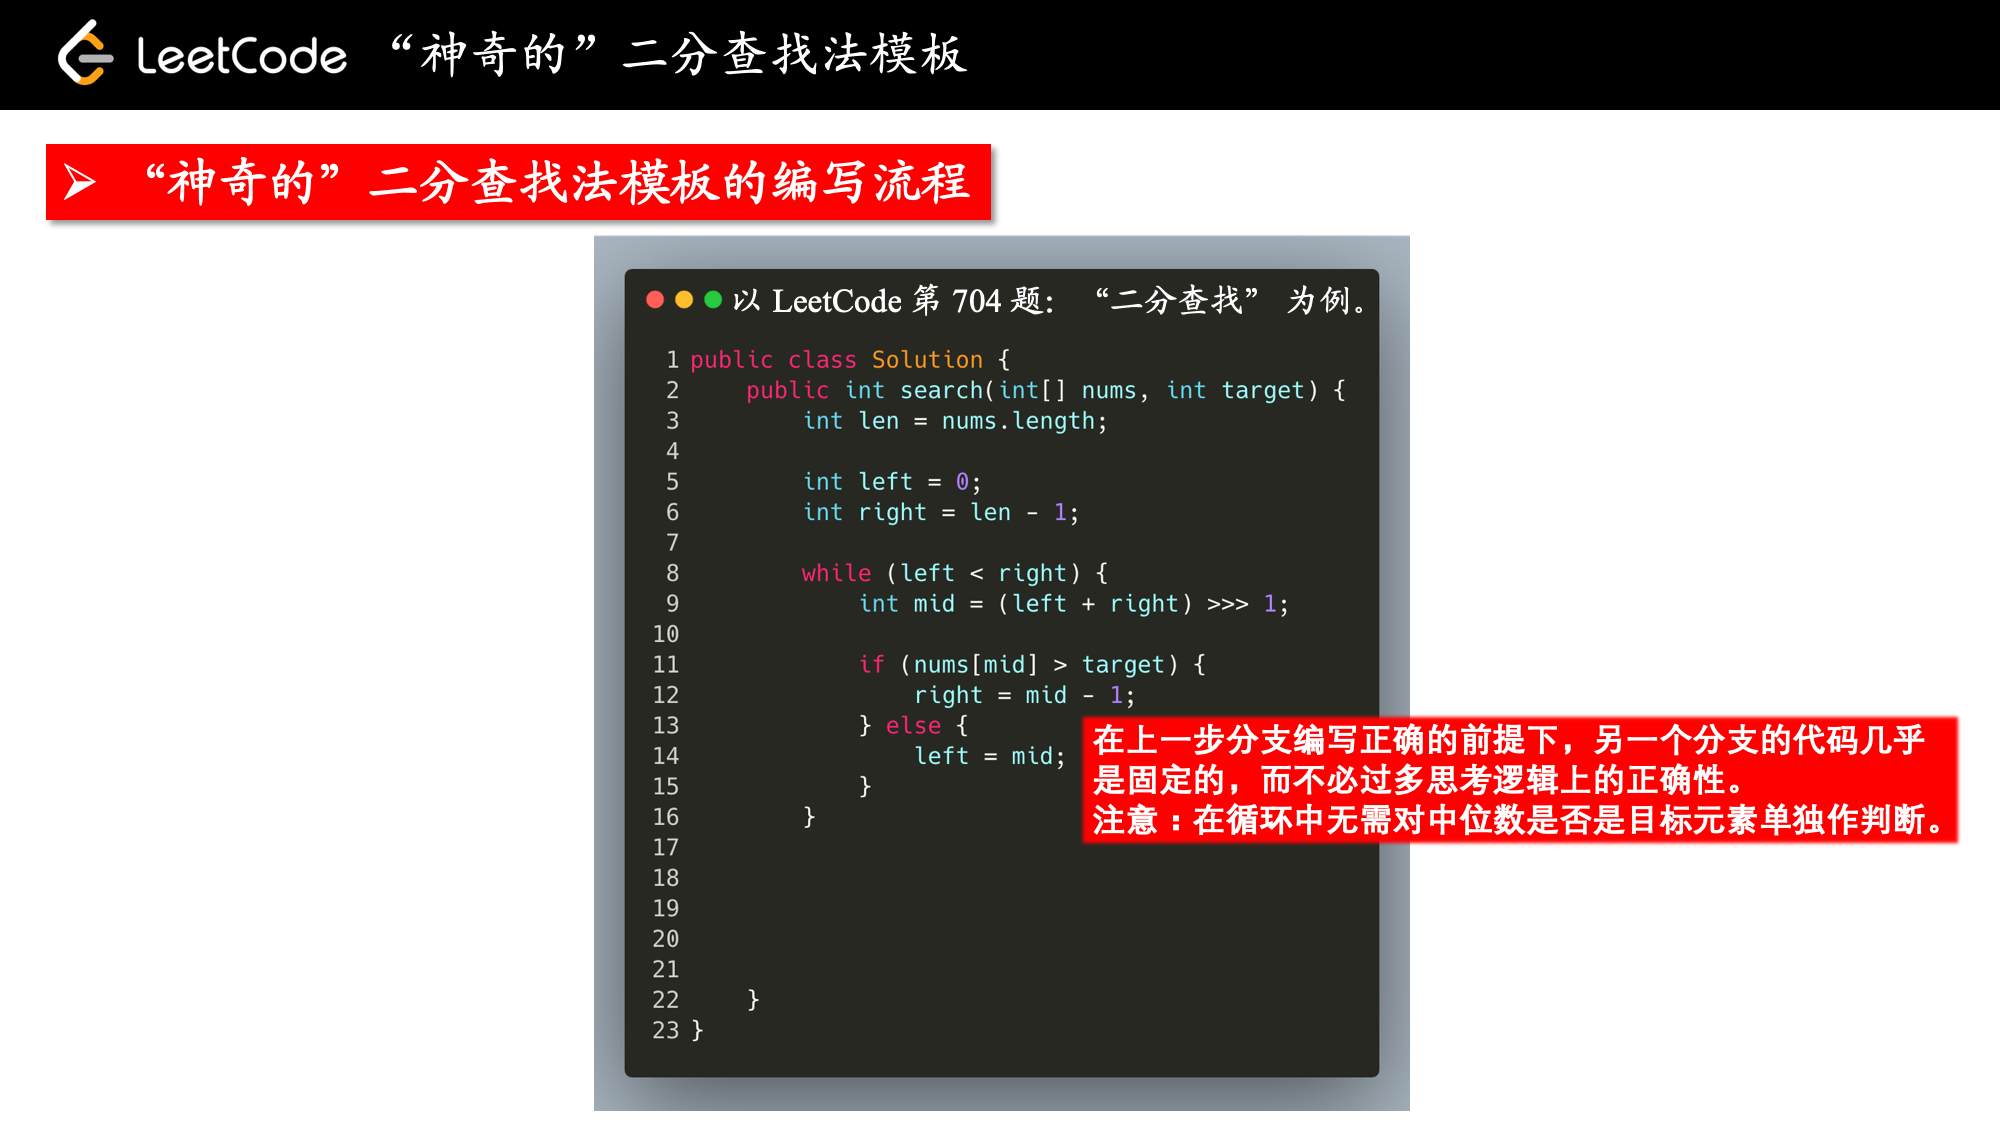 LeetCode “神奇的”二分查找法模板
➢ “神奇的”二分查找法模板的编写流程
以 LeetCode 第 704 题：“二分查找” 为例。
1 public class Solution {
2     public int search(int[] nums, int target) {
3         int len = nums.length;
4
5         int left = 0;
6         int right = len - 1;
7
8         while (left < right) {
9             int mid = (left + right) >>> 1;
10
11             if (nums[mid] > target) {
12                 right = mid - 1;
13             } else {
14                 left = mid;
15             }
16         }
17
18
19
20
21
22     }
23 }
在上一步分支编写正确的前提下，另一个分支的代码几乎
是固定的，而不必过多思考逻辑上的正确性。
注意：在循环中无需对中位数是否是目标元素单独作判断。